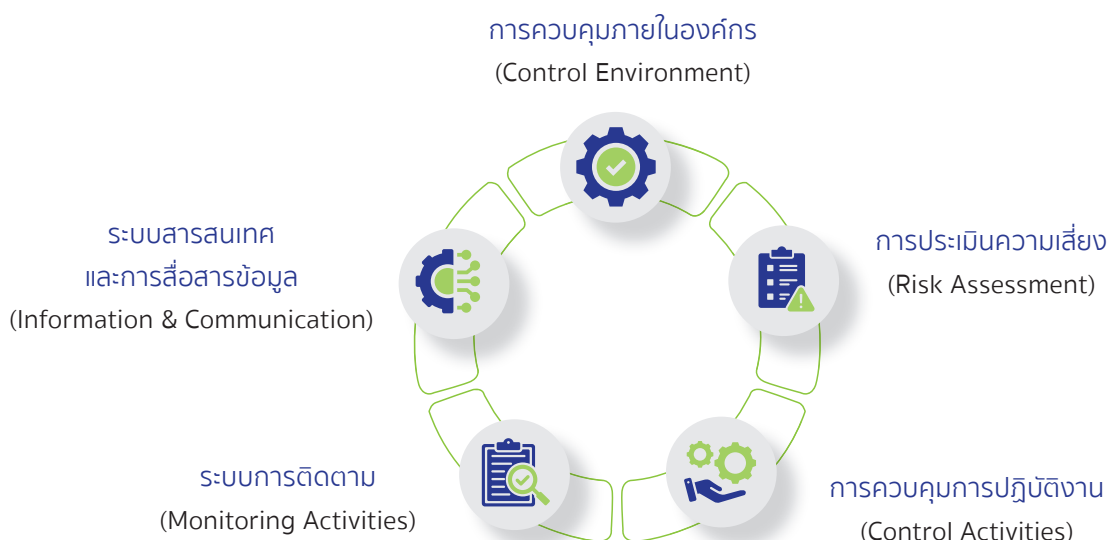 การควบคุมภายในองค์กร
(Control Environment)
การประเมินความเสี่ยง
(Risk Assessment)
การควบคุมการปฏิบัติงาน
(Control Activities)
ระบบการติดตาม
(Monitoring Activities)
ระบบสารสนเทศ
และการสื่อสารข้อมูล
(Information & Communication)